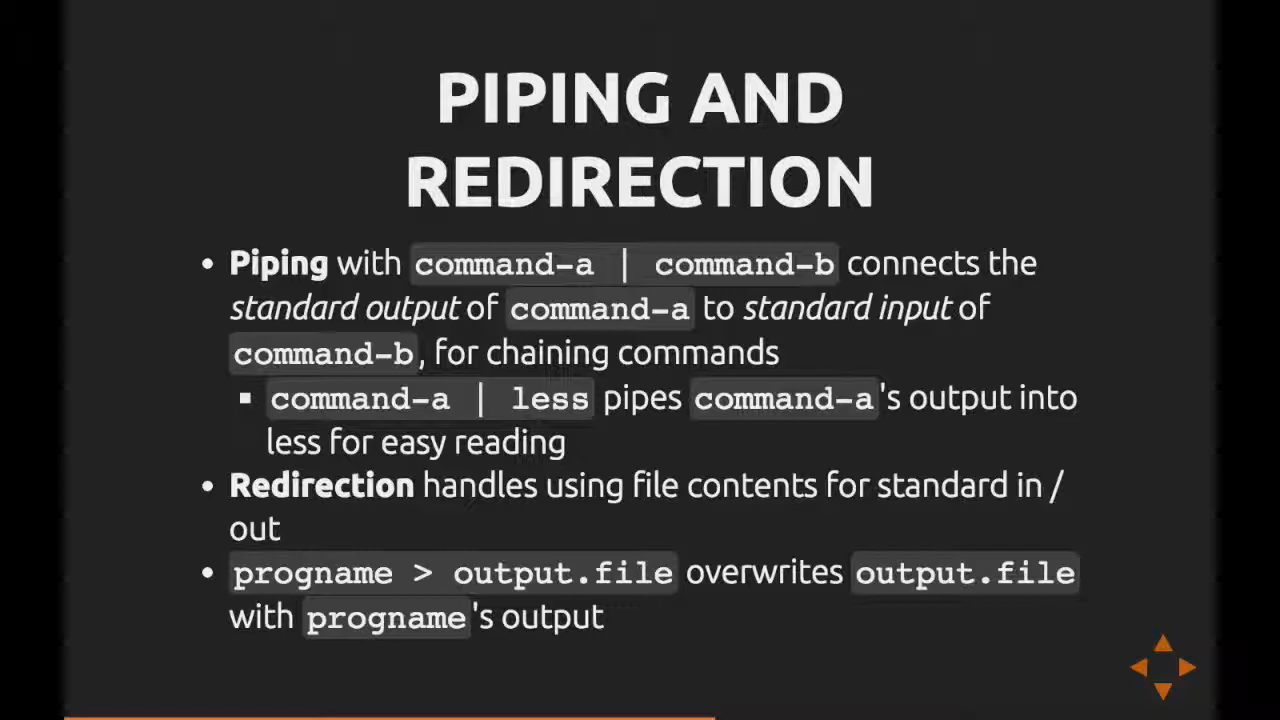 PIPING AND
REDIRECTION
• Piping with command-a | command-b connects the
standard output of command-a to standard input of
command-b, for chaining commands
▪ command-a | less pipes command-a's output into
less for easy reading
• Redirection handles using file contents for standard in /
out
• progname > output.file overwrites output.file
with progname's output